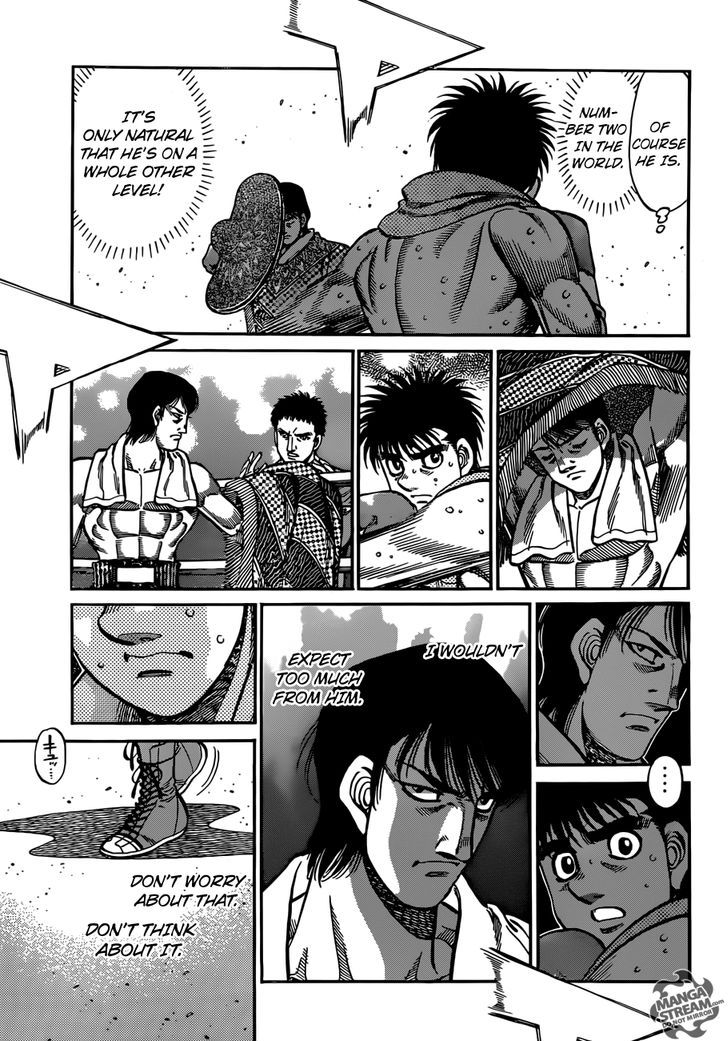 OF
COURSE
HE IS.
NUM-
BER TWO
IN THE
WORLD.
IT'S
ONLY NATURAL
THAT HE'S ON A
WHOLE OTHER
LEVEL!
I WOULDN'T
EXPECT
TOO MUCH
FROM HIM.
....
DON'T WORRY
ABOUT THAT.
DON'T THINK
ABOUT IT.
MANGA
STREAM.com
DO NOT MIRROR